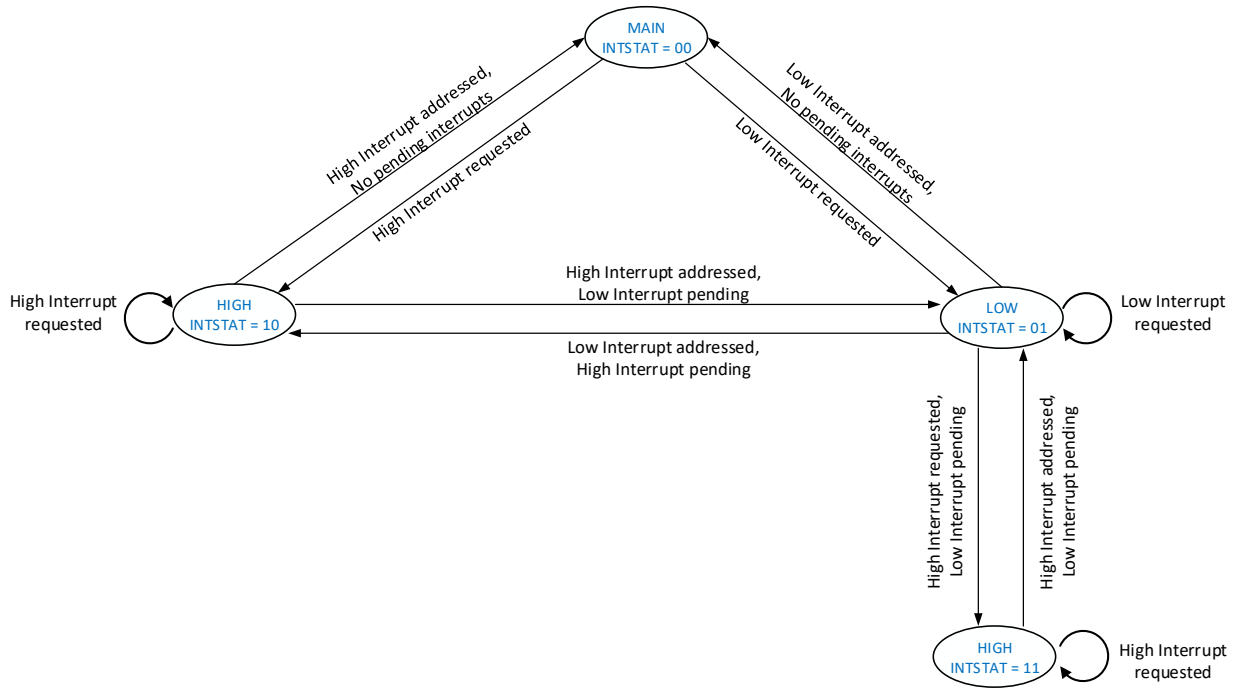 MAIN
INTSTAT = 00
High Interrupt addressed,
No pending interrupts
High Interrupt requested
Low Interrupt requested
Low Interrupt addressed,
No pending interrupts
High Interrupt
requested
HIGH
INTSTAT = 10
High Interrupt addressed,
Low Interrupt pending
Low Interrupt addressed,
High Interrupt pending
LOW
INTSTAT = 01
Low Interrupt
requested
High Interrupt requested,
Low Interrupt pending
High Interrupt addressed,
Low Interrupt pending
HIGH
INTSTAT = 11
High Interrupt
requested